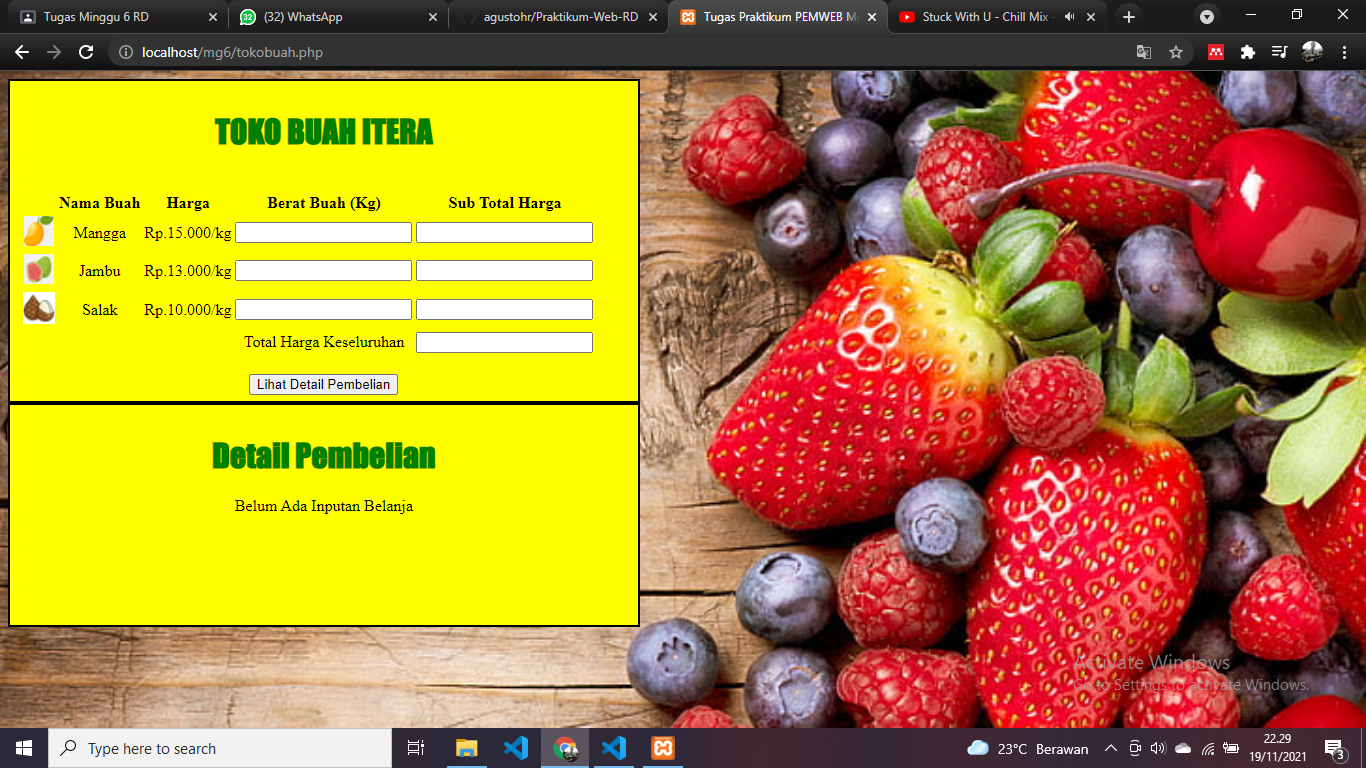 Tugas Minggu 6 RD
(32) WhatsApp
agustohr/Praktikum-Web-RD
Tugas Praktikum PEMWEB
Stuck With U - Chill Mix -
localhost/mg6/tokobuah.php
TOKO BUAH ITERA
Nama Buah Harga Berat Buah (Kg) Sub Total Harga
Mangga Rp.15.000/kg
Jambu Rp.13.000/kg
Salak Rp.10.000/kg
Total Harga Keseluruhan
Lihat Detail Pembelian
Detail Pembelian
Belum Ada Inputan Belanja
Activate Windows
Go to Settings to activate Windows.
Type here to search
23°C Berawan
22.29
19/11/2021
3